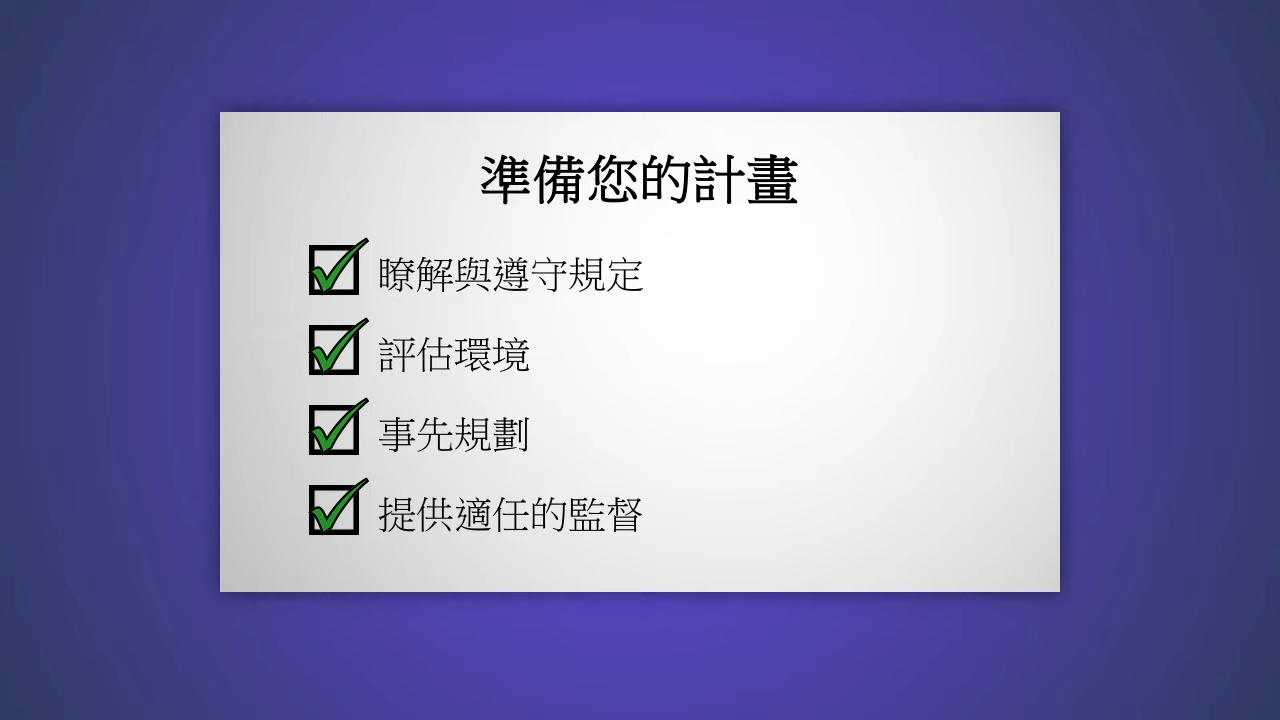 準備您的計畫
瞭解與遵守規定
評估環境
事先規劃
提供適任的監督